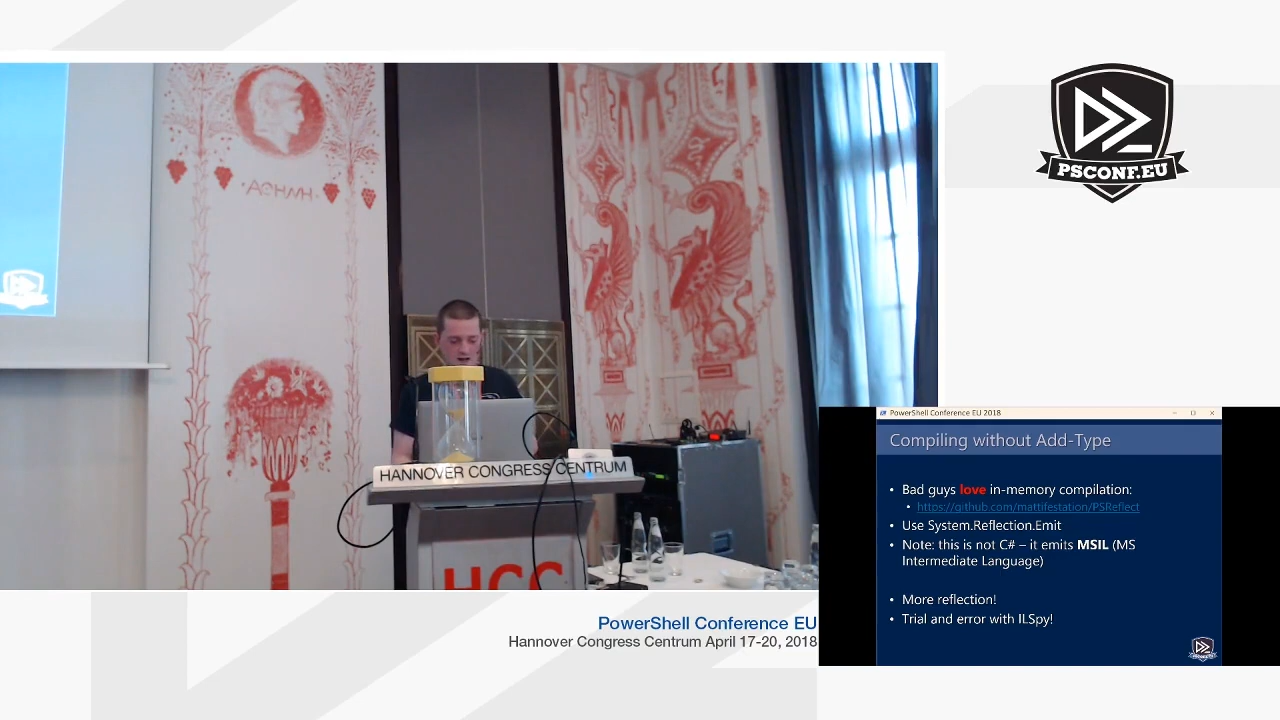 PSCONF.EU
·ΑΘΗΝΗ·
HANNOVER CONGRESS CENTRUM
HCC
PowerShell Conference EU
Hannover Congress Centrum April 17-20, 2018
PowerShell Conference EU 2018
Compiling without Add-Type
• Bad guys love in-memory compilation:
• https://github.com/mattifestation/PSReflect
• Use System.Reflection.Emit
• Note: this is not C# – it emits MSIL (MS
Intermediate Language)
• More reflection!
• Trial and error with ILSpy!